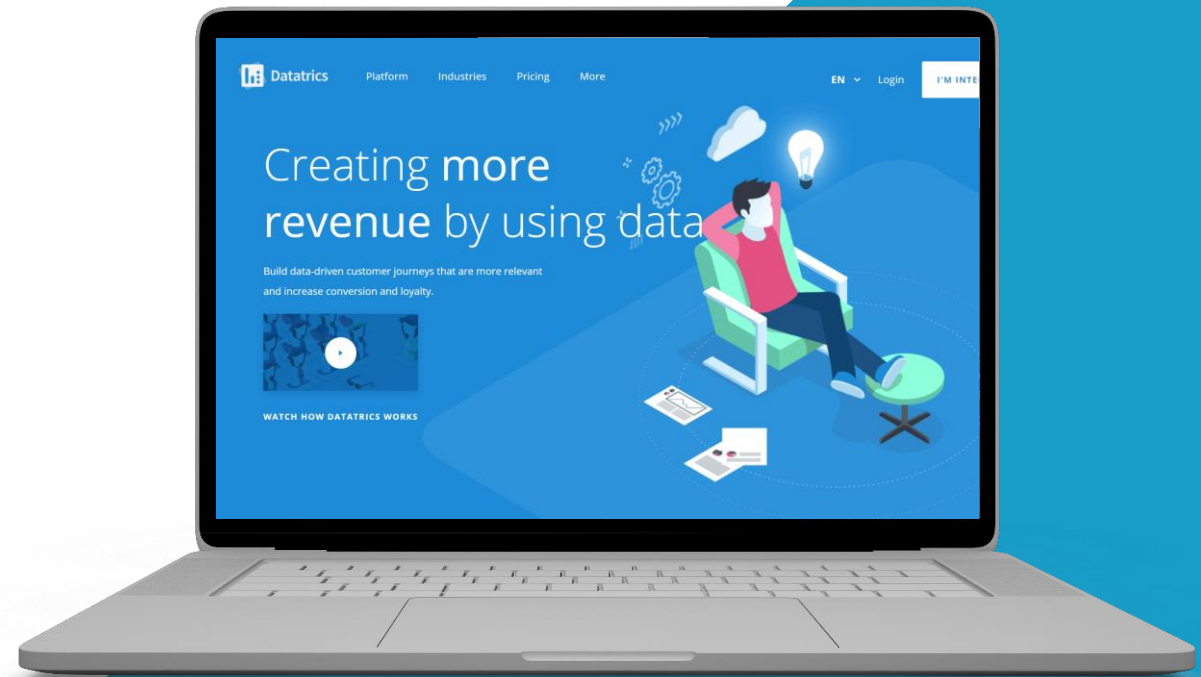 Datatrics
Platform Industries Pricing More
EN Login I'M INTE
Creating more
revenue by using data
Build data-driven customer journeys that are more relevant
and increase conversion and loyalty.
WATCH HOW DATATRICS WORKS